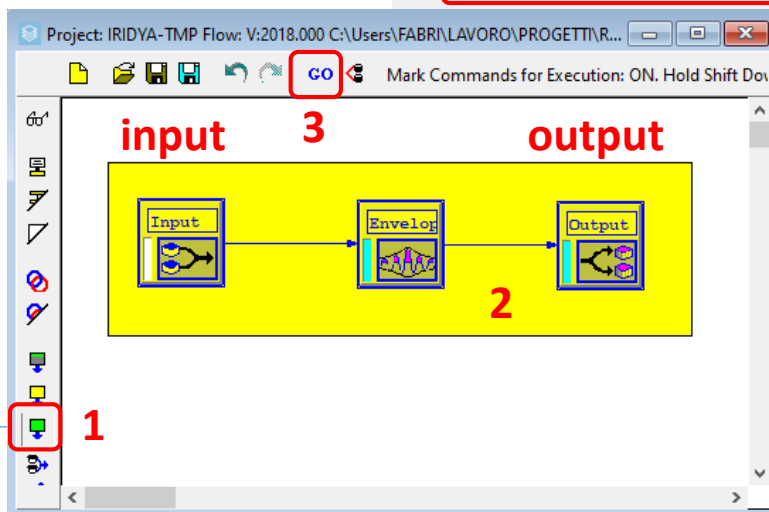 Project: IRIDYA-TMP Flow: V:2018.000 C:\Users\FABRI\LAVORO\PROGETTI\R...
GO Mark Commands for Execution: ON. Hold Shift Dov
input 3 output
Input Envelop Output
2
1